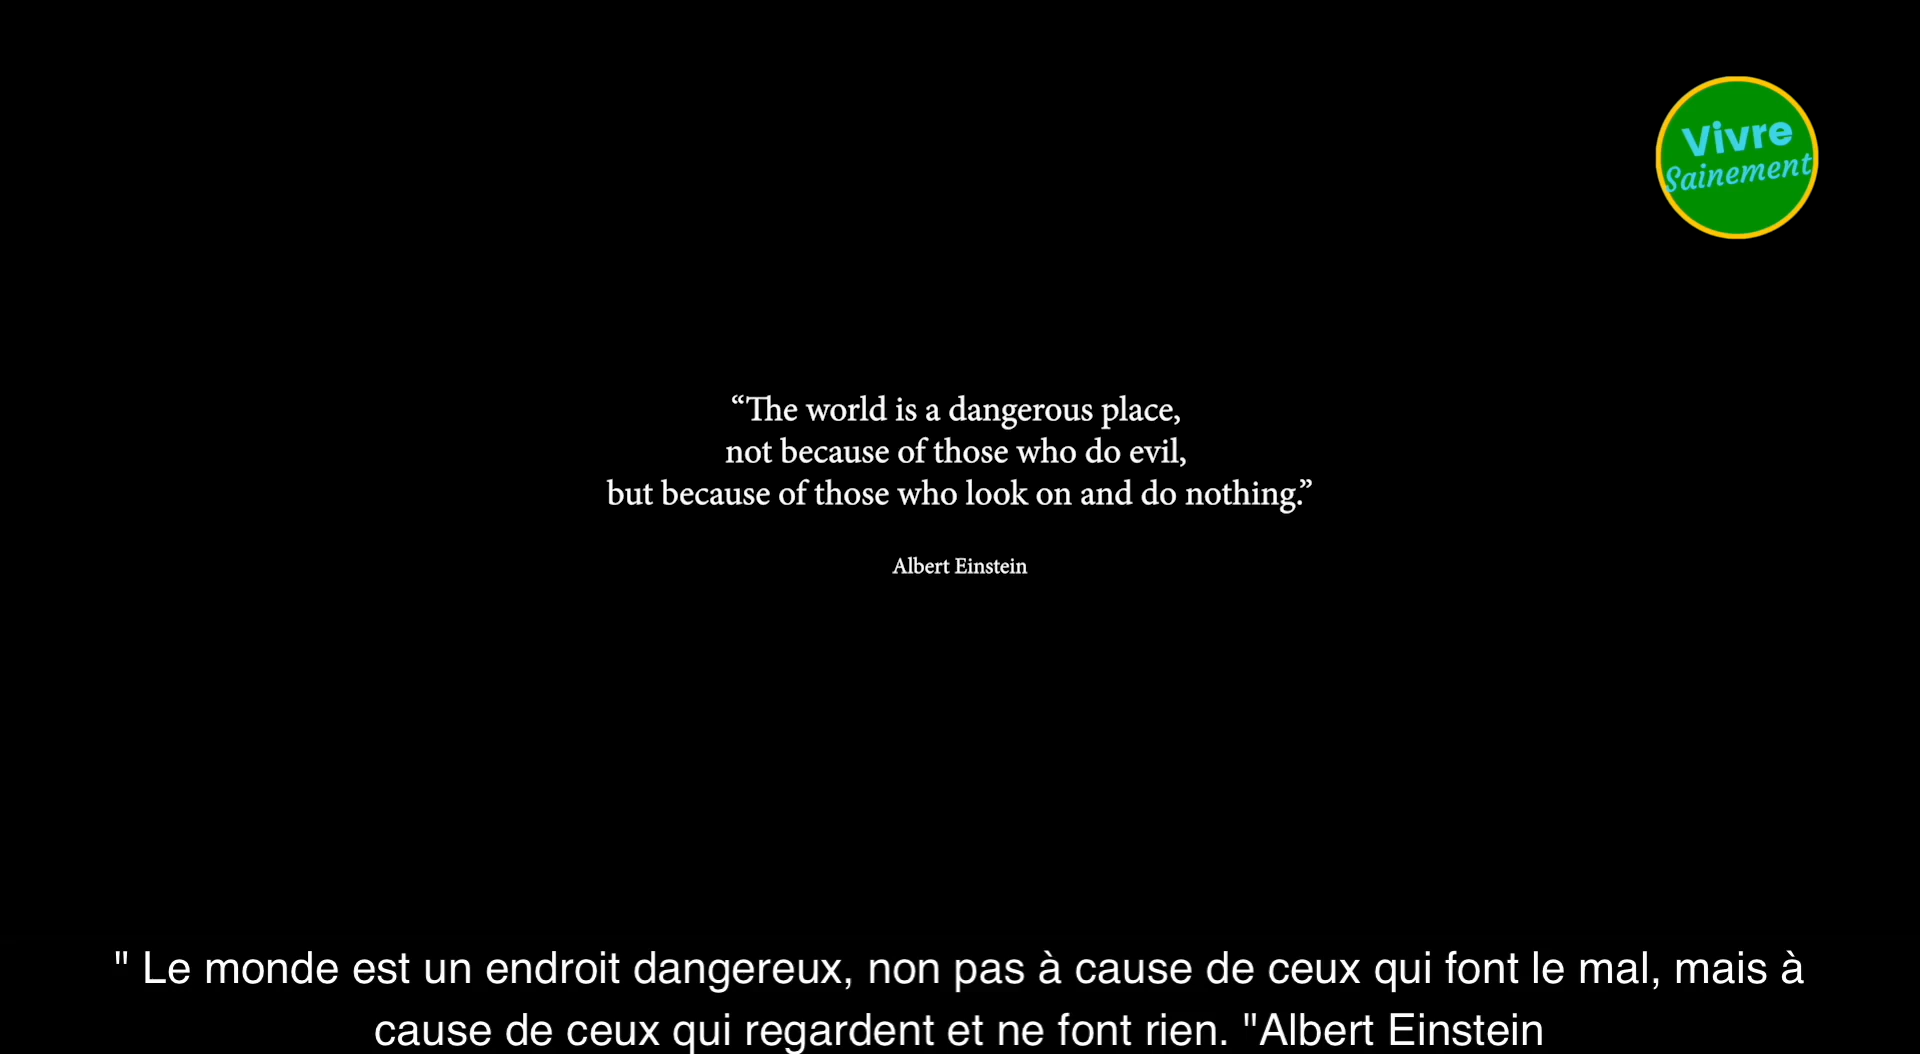 Vivre
Sainement
“The world is a dangerous place,
not because of those who do evil,
but because of those who look on and do nothing.”
Albert Einstein
" Le monde est un endroit dangereux, non pas à cause de ceux qui font le mal, mais à
cause de ceux qui regardent et ne font rien. "Albert Einstein